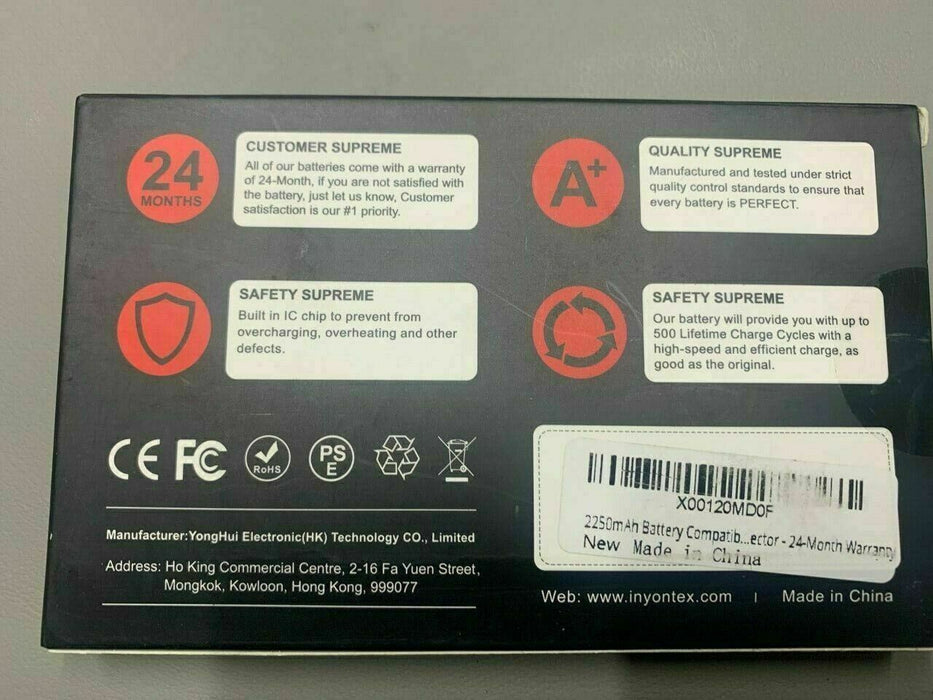 24
MONTHS
CUSTOMER SUPREME
All of our batteries come with a warranty
of 24-Month, if you are not satisfied with
the battery, just let us know, Customer
satisfaction is our #1 priority.
A+
QUALITY SUPREME
Manufactured and tested under strict
quality control standards to ensure that
every battery is PERFECT.
SAFETY SUPREME
Built in IC chip to prevent from
overcharging, overheating and other
defects.
SAFETY SUPREME
Our battery will provide you with up to
500 Lifetime Charge Cycles with a
high-speed and efficient charge, as
good as the original.
CE FC RoHS PS E
Manufacturer:YongHui Electronic(HK) Technology CO., Limited
Address: Ho King Commercial Centre, 2-16 Fa Yuen Street,
Mongkok, Kowloon, Hong Kong, 999077
X00120MD0F
2250mAh Battery Compatib...ector - 24-Month Warranty
New Made in China
Web: www.inyontex.com | Made in China